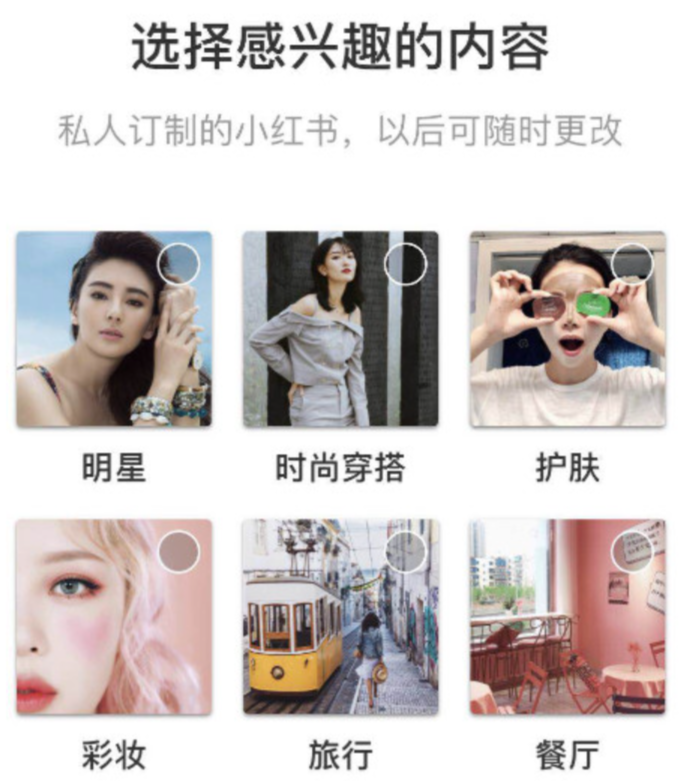 选择感兴趣的内容
私人订制的小红书，以后可随时更改
明星
时尚穿搭
护肤
彩妆
旅行
餐厅